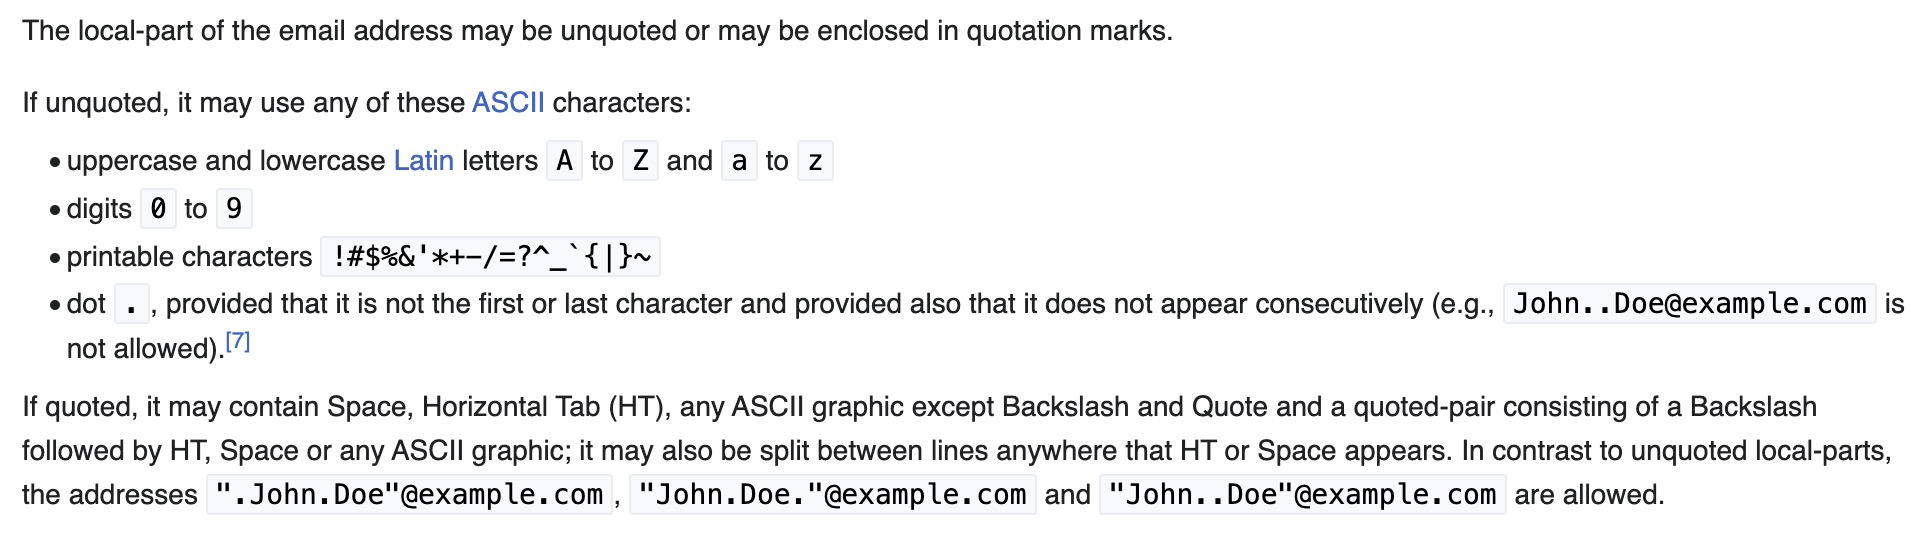 The local-part of the email address may be unquoted or may be enclosed in quotation marks.
If unquoted, it may use any of these ASCII characters:
• uppercase and lowercase Latin letters A to Z and a to z
• digits 0 to 9
• printable characters !#$%&'*+-/=?^_`{|}~
• dot ., provided that it is not the first or last character and provided also that it does not appear consecutively (e.g., John..Doe@example.com is
not allowed).[7]
If quoted, it may contain Space, Horizontal Tab (HT), any ASCII graphic except Backslash and Quote and a quoted-pair consisting of a Backslash
followed by HT, Space or any ASCII graphic; it may also be split between lines anywhere that HT or Space appears. In contrast to unquoted local-parts,
the addresses ".John.Doe"@example.com, "John.Doe."@example.com and "John..Doe"@example.com are allowed.